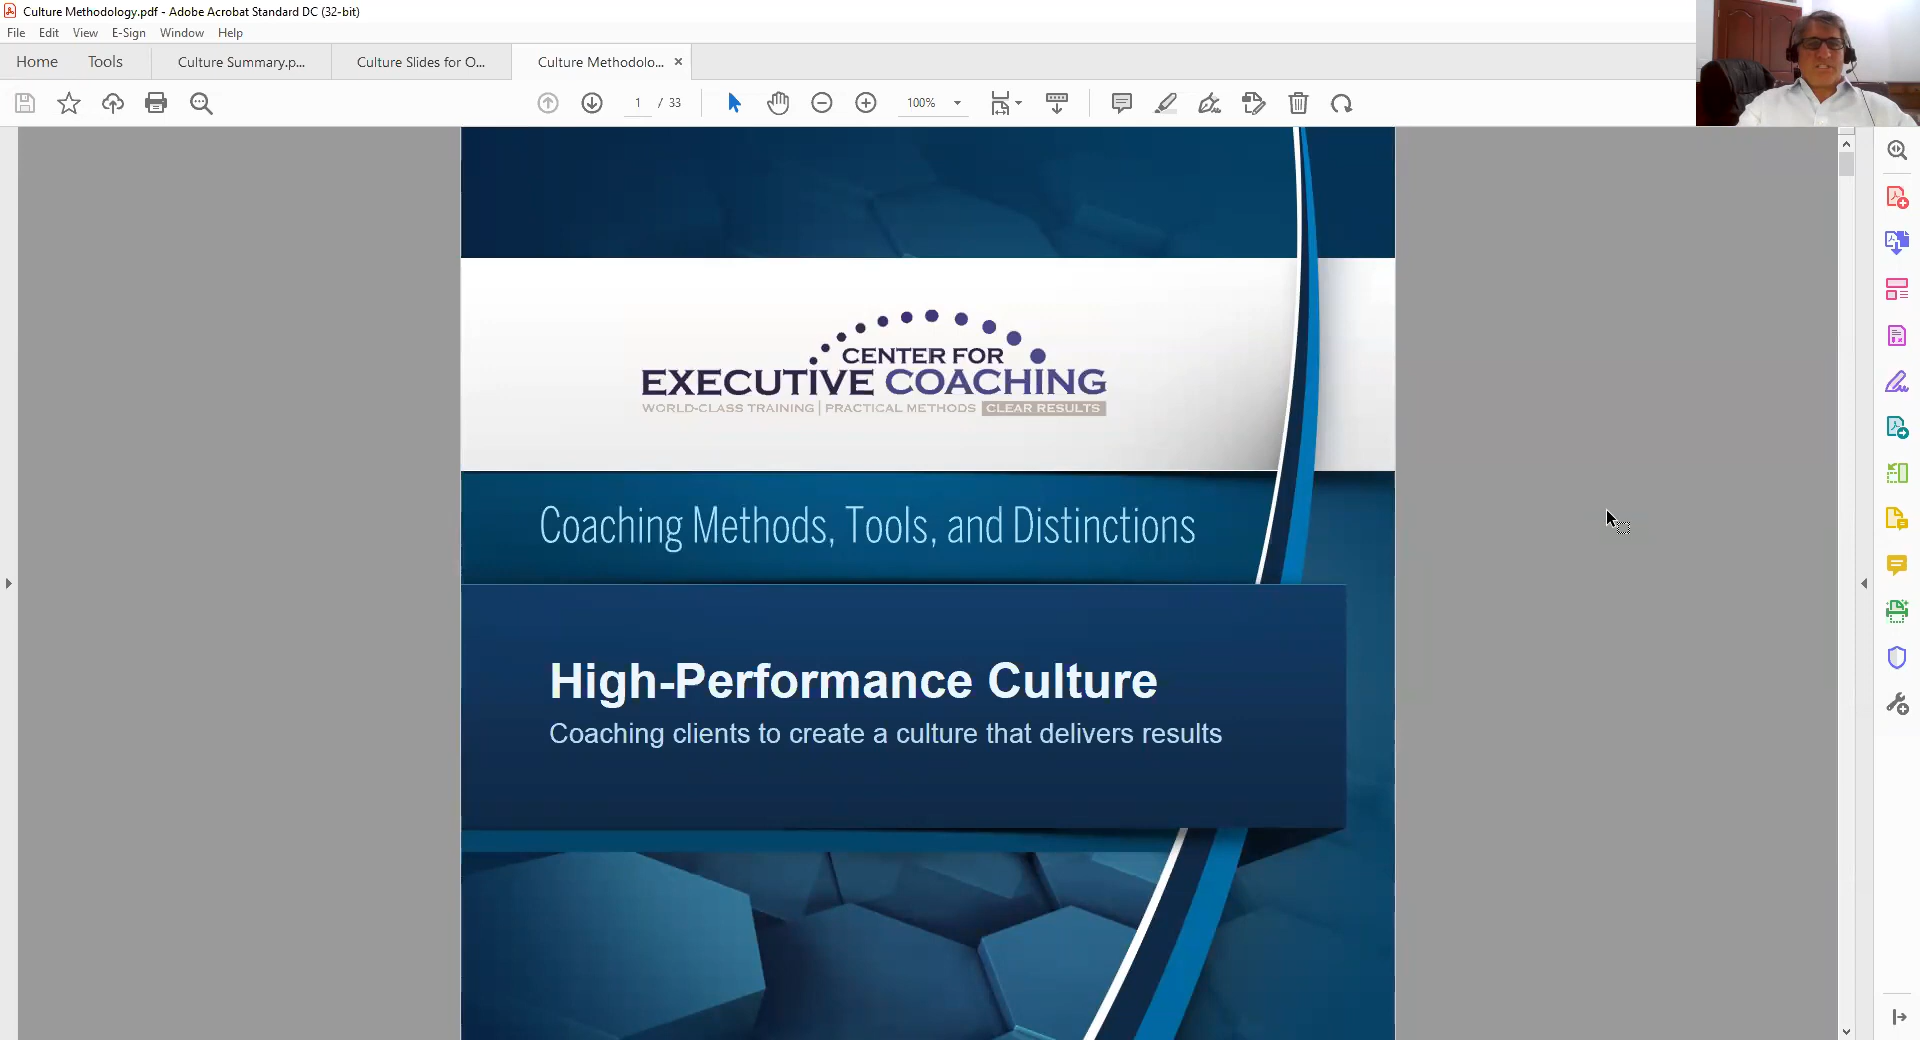 Culture Methodology.pdf - Adobe Acrobat Standard DC (32-bit)
File Edit View E-Sign Window Help
Home Tools Culture Summary.p... Culture Slides for O... Culture Methodolo... ×
1 / 33 100%
CENTER FOR
EXECUTIVE COACHING
WORLD-CLASS TRAINING | PRACTICAL METHODS CLEAR RESULTS
Coaching Methods, Tools, and Distinctions
High-Performance Culture
Coaching clients to create a culture that delivers results